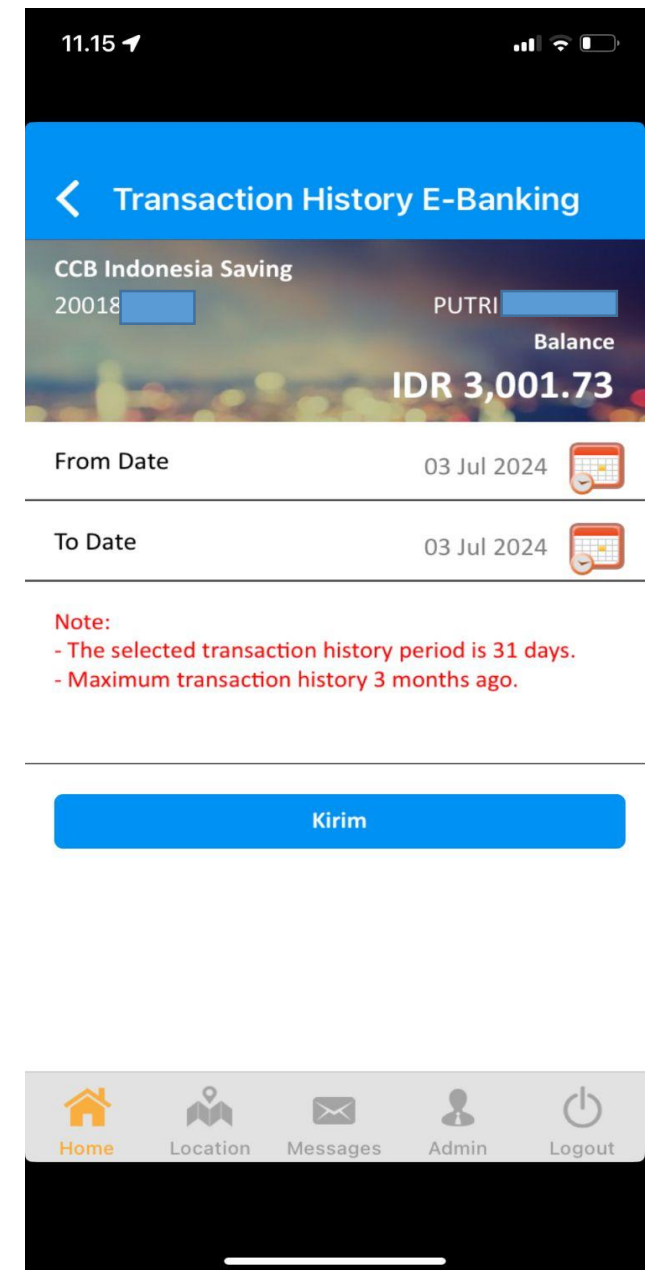 11.15
Transaction History E-Banking
CCB Indonesia Saving
20018 PUTRI
Balance
IDR 3,001.73
From Date 03 Jul 2024
To Date 03 Jul 2024
Note:
- The selected transaction history period is 31 days.
- Maximum transaction history 3 months ago.
Kirim
Home Location Messages Admin Logout